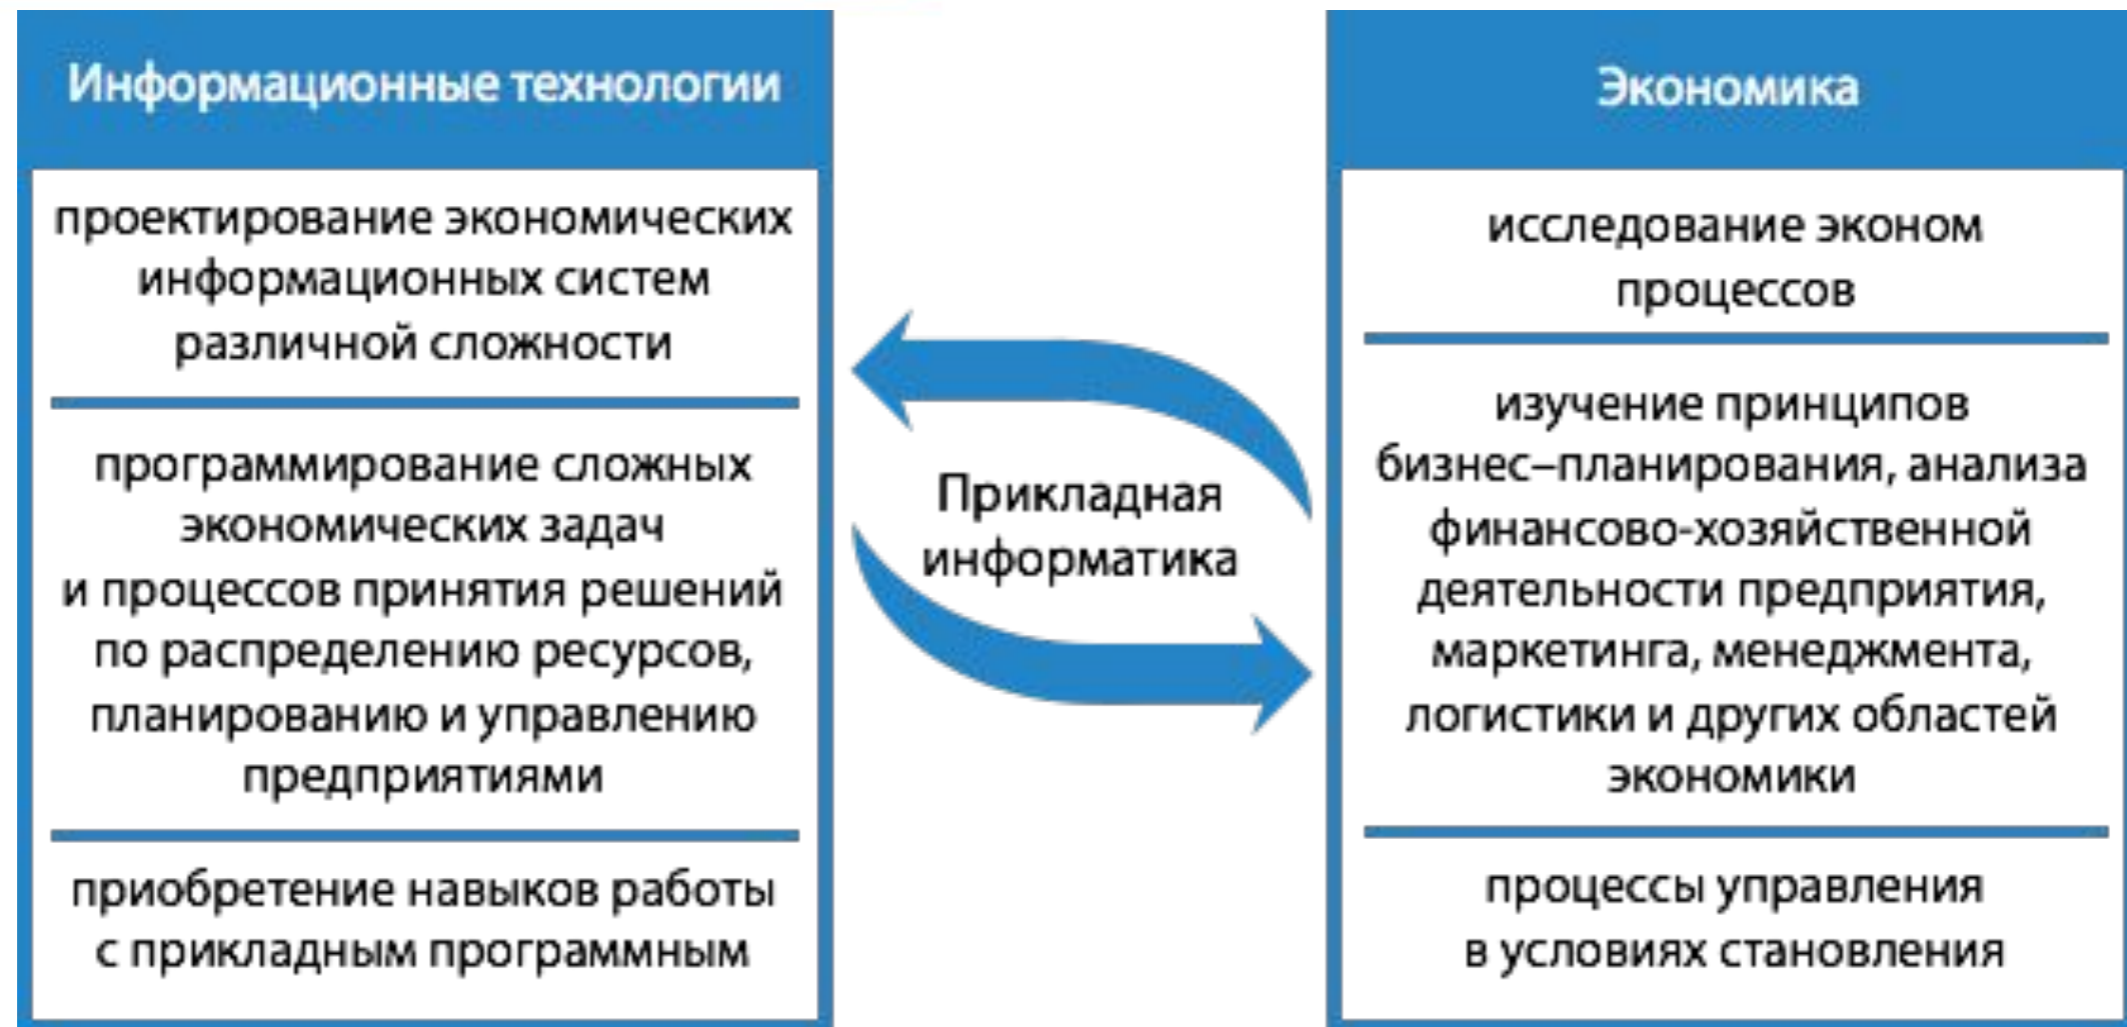 Информационные технологии
проектирование экономических
информационных систем
различной сложности
программирование сложных
экономических задач
и процессов принятия решений
по распределению ресурсов,
планированию и управлению
предприятиями
приобретение навыков работы
с прикладным программным
Прикладная
информатика
Экономика
исследование эконом
процессов
изучение принципов
бизнес–планирования, анализа
финансово-хозяйственной
деятельности предприятия,
маркетинга, менеджмента,
логистики и других областей
экономики
процессы управления
в условиях становления